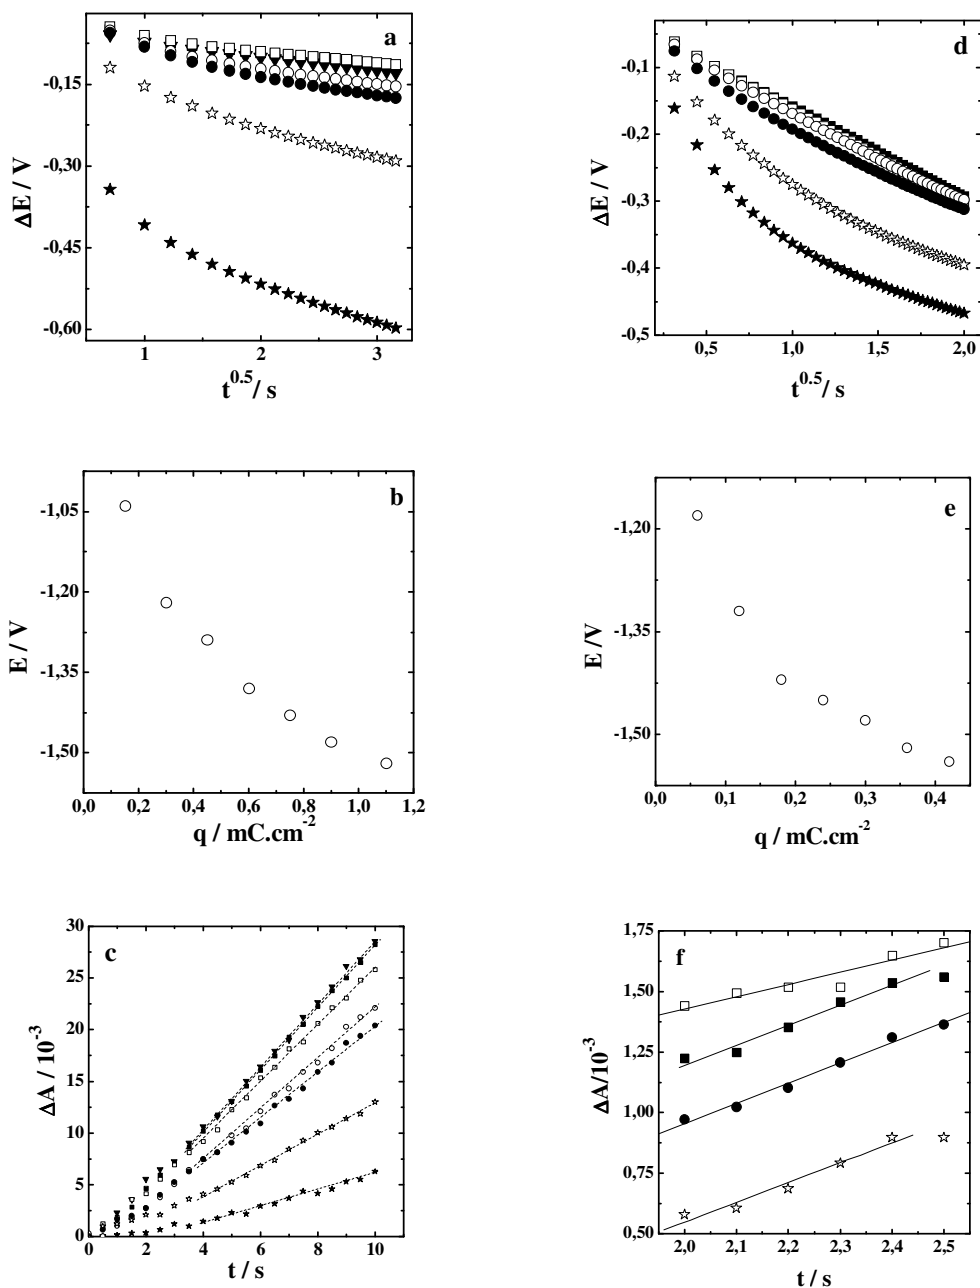 a
-0,15
-0,30
-0,45
-0,60
ΔE / V
1 2 3
t^0.5 / s
d
-0,1
-0,2
-0,3
-0,4
-0,5
ΔE / V
0,5 1,0 1,5 2,0
t^0.5 / s
b
-1,05
-1,20
-1,35
-1,50
E / V
0,0 0,2 0,4 0,6 0,8 1,0 1,2
q / mC.cm^-2
e
-1,20
-1,35
-1,50
E / V
0,0 0,1 0,2 0,3 0,4
q / mC.cm^-2
c
30
25
20
15
10
5
0
ΔA / 10^-3
0 2 4 6 8 10
t / s
f
1,75
1,50
1,25
1,00
0,75
0,50
ΔA/10^-3
2,0 2,1 2,2 2,3 2,4 2,5
t / s